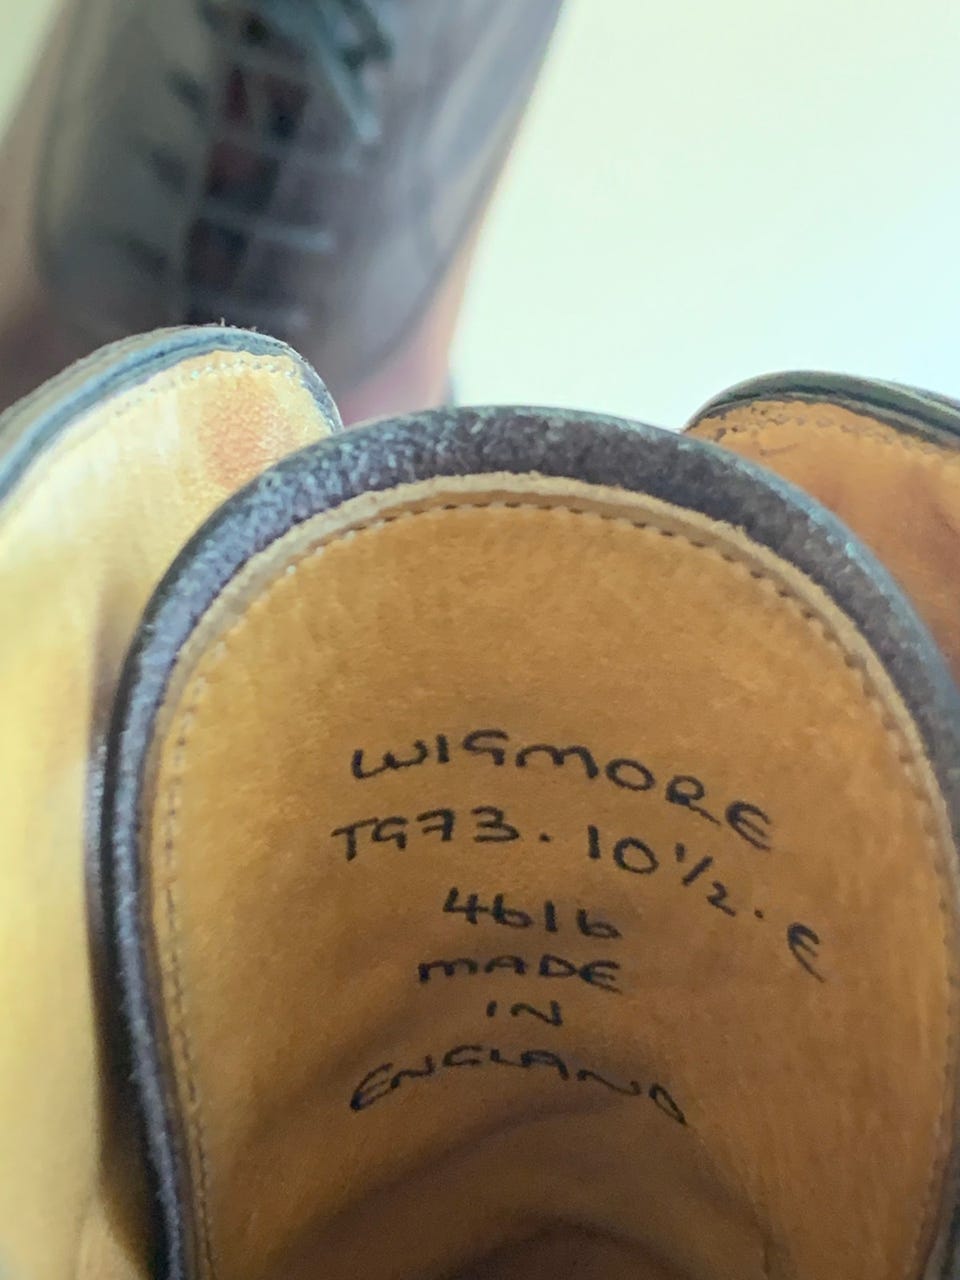 WIGMORE
TG73. 10½. E
4616
MADE
IN
ENGLAND